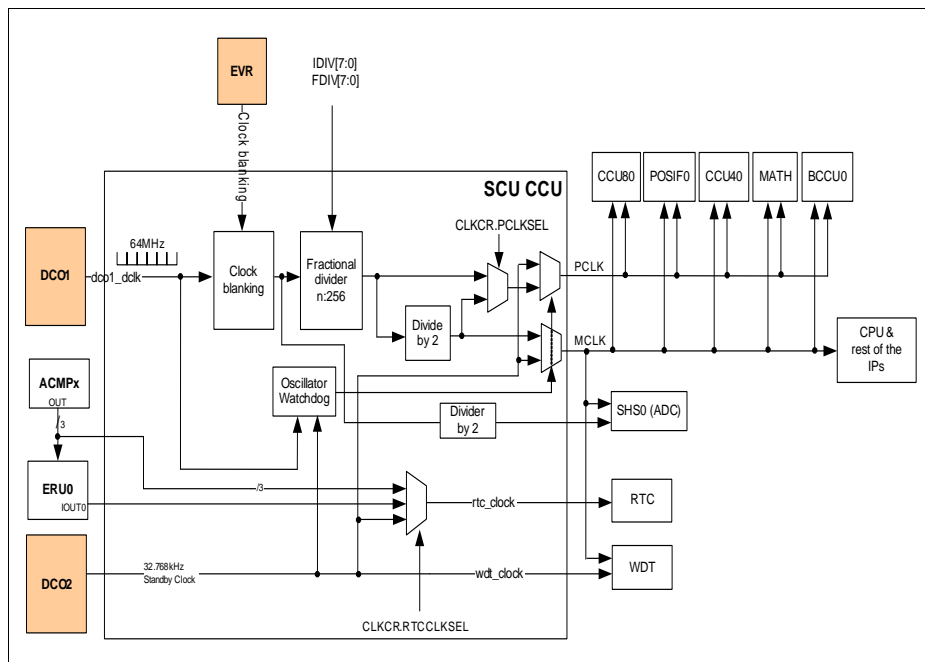 EVR
IDIV[7:0]
FDIV[7:0]
Clock blanking
SCU CCU
CCU80
POSIF0
CCU40
MATH
BCCU0
64MHz
CLKCR.PCLKSEL
DCO1
dco1_dclk
Clock
blanking
Fractional
divider
n:256
PCLK
Divide
by 2
MCLK
CPU &
rest of the
IPs
ACMPx
OUT
/3
Oscillator
Watchdog
Divider
by 2
SHS0 (ADC)
ERU0
IOUT0
/3
rtc_clock
RTC
DCO2
32.768kHz
Standby Clock
wdt_clock
WDT
CLKCR.RTCCLKSEL